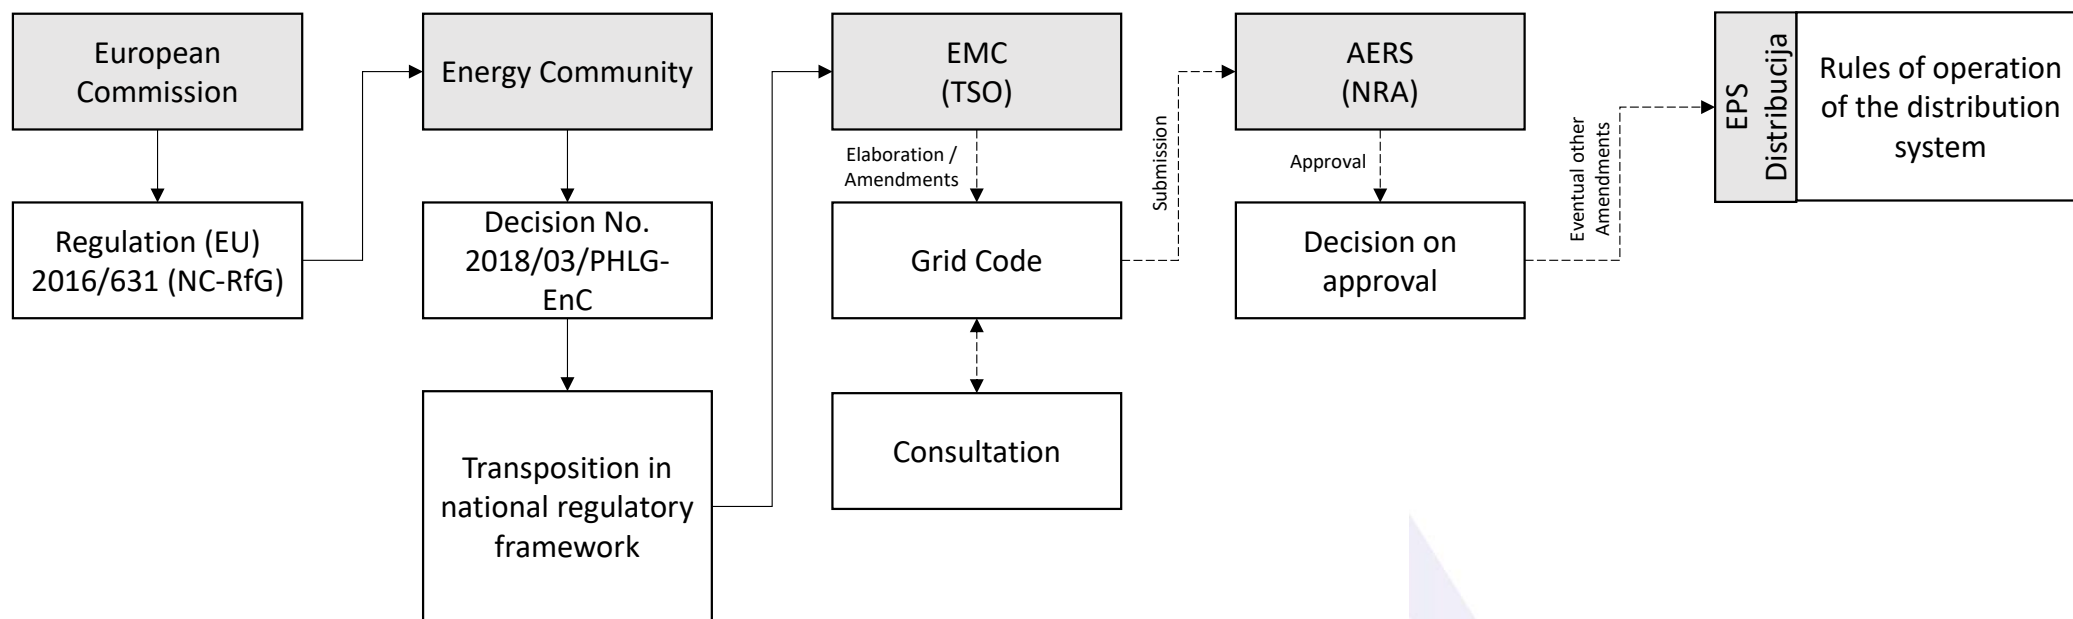 European
Commission
Regulation (EU)
2016/631 (NC-RfG)
Energy Community
Decision No.
2018/03/PHLG-
EnC
Transposition in
national regulatory
framework
EMC
(TSO)
Elaboration /
Amendments
Grid Code
Consultation
Submission
AERS
(NRA)
Approval
Decision on
approval
Eventual other
Amendments
EPS
Distribucija
Rules of operation
of the distribution
system